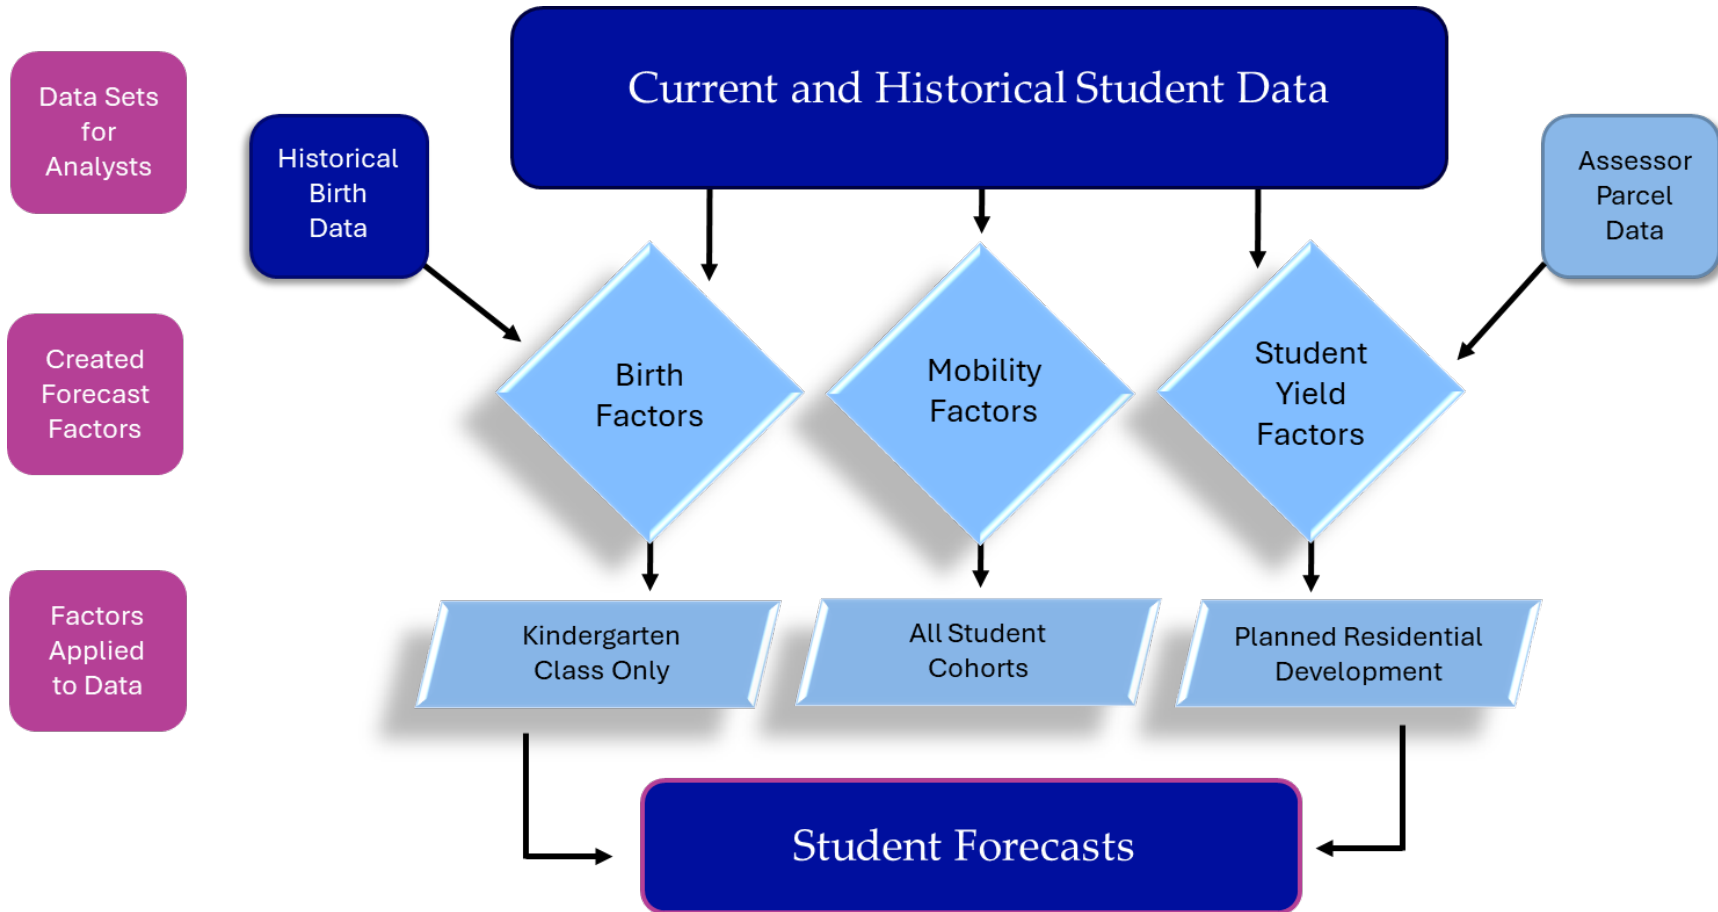 Current and Historical Student Data
Data Sets
for
Analysts
Historical
Birth
Data
Assessor
Parcel
Data
Created
Forecast
Factors
Birth
Factors
Mobility
Factors
Student
Yield
Factors
Factors
Applied
to Data
Kindergarten
Class Only
All Student
Cohorts
Planned Residential
Development
Student Forecasts